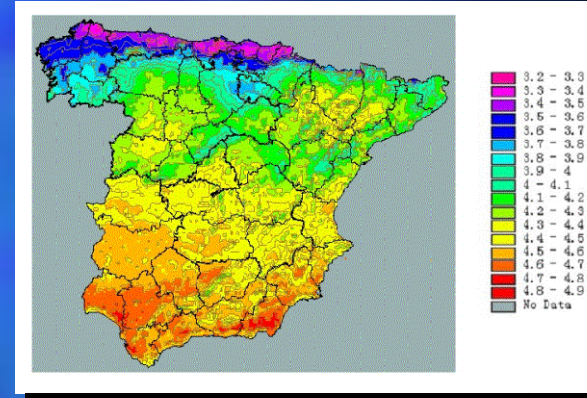 3.2 - 3.3
3.3 - 3.4
3.4 - 3.5
3.5 - 3.6
3.6 - 3.7
3.7 - 3.8
3.8 - 3.9
3.9 - 4
4 - 4.1
4.1 - 4.2
4.2 - 4.3
4.3 - 4.4
4.4 - 4.5
4.5 - 4.6
4.6 - 4.7
4.7 - 4.8
4.8 - 4.9
No Data